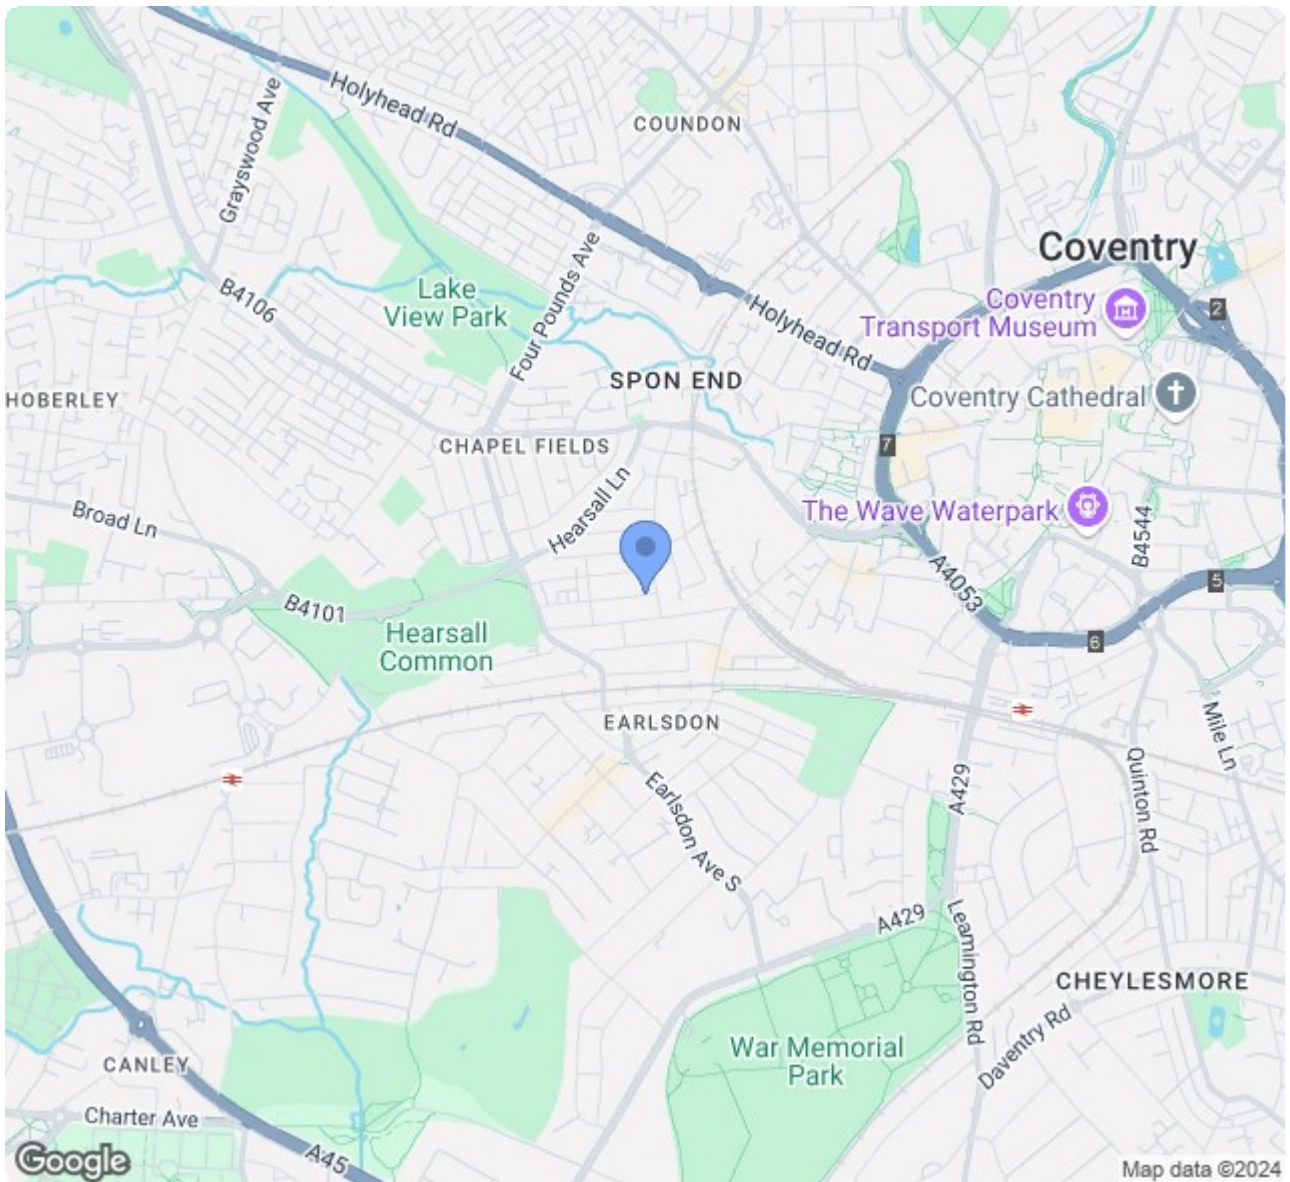 Holyhead Rd
Grayswood Ave
COUNDON
Coventry
B4106
Lake
View Park
Four Pounds Ave
Coventry
Transport Museum
2
Holyhead Rd
SPON END
Coventry Cathedral
HOBERLEY
CHAPEL FIELDS
7
Broad Ln
Hearsall Ln
The Wave Waterpark
B4544
A4053
5
B4101
Hearsall
Common
6
EARLSDON
Mile Ln
Quinton Rd
A429
Earlsdon Ave S
A429
Leamington Rd
CHEYLESMORE
War Memorial
Park
Daventry Rd
CANLEY
Charter Ave
A45
Google
Map data ©2024